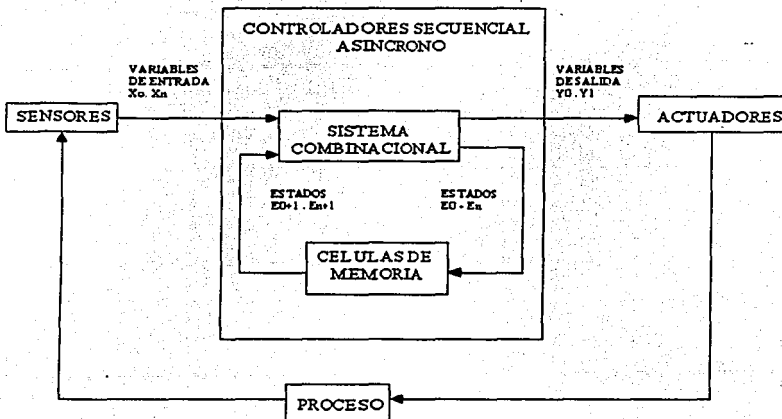 CONTROLADORES SECUENCIAL
ASINCRONO
VARIABLES
DE ENTRADA
Xo. Xn
VARIABLES
DE SALIDA
Y0 . Y1
SENSORES
SISTEMA
COMBINACIONAL
ACTUADORES
ESTADOS
E0+1 . En+1
ESTADOS
E0 - En
CELULAS DE
MEMORIA
PROCESO